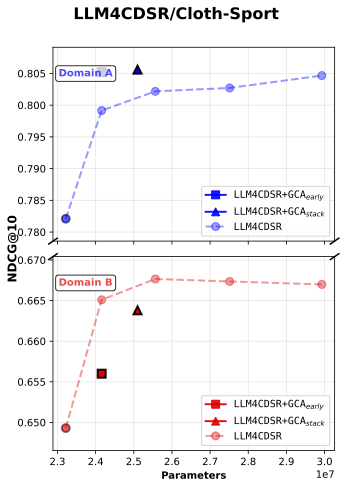 LLM4CDSR/Cloth-Sport
NDCG@10
0.805
0.800
0.795
0.790
0.785
0.780
Domain A
LLM4CDSR+GCAearly
LLM4CDSR+GCAstack
LLM4CDSR
0.670
0.665
0.660
0.655
0.650
Domain B
LLM4CDSR+GCAearly
LLM4CDSR+GCAstack
LLM4CDSR
2.3 2.4 2.5 2.6 2.7 2.8 2.9 3.0
1e7
Parameters